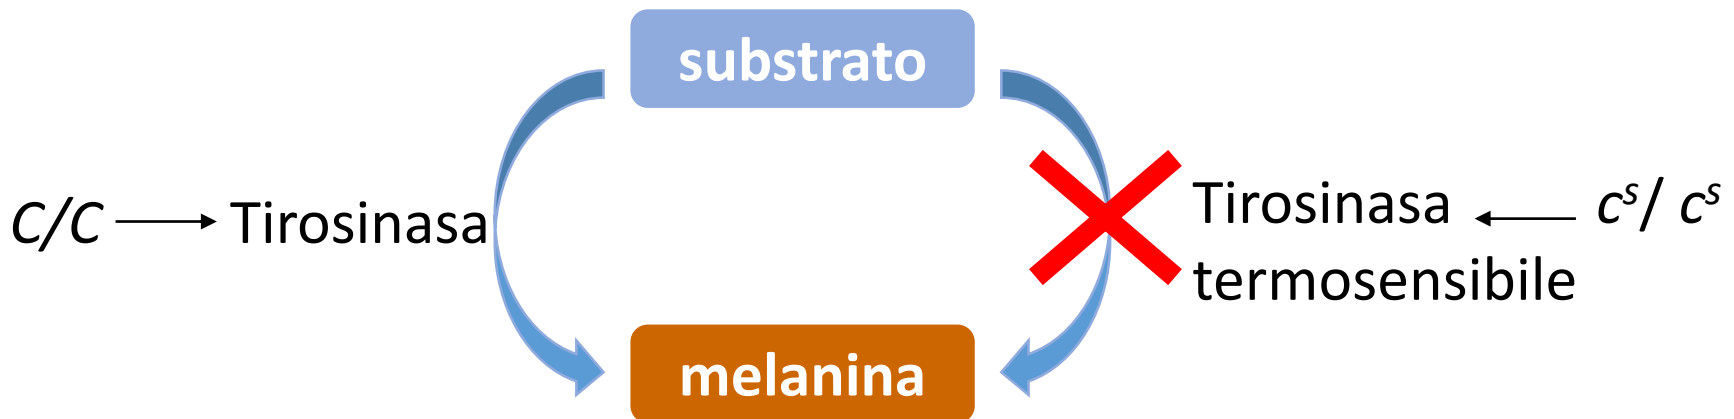 substrato
C/C
Tirosinasa
Tirosinasa
termosensibile
cˢ/ cˢ
melanina